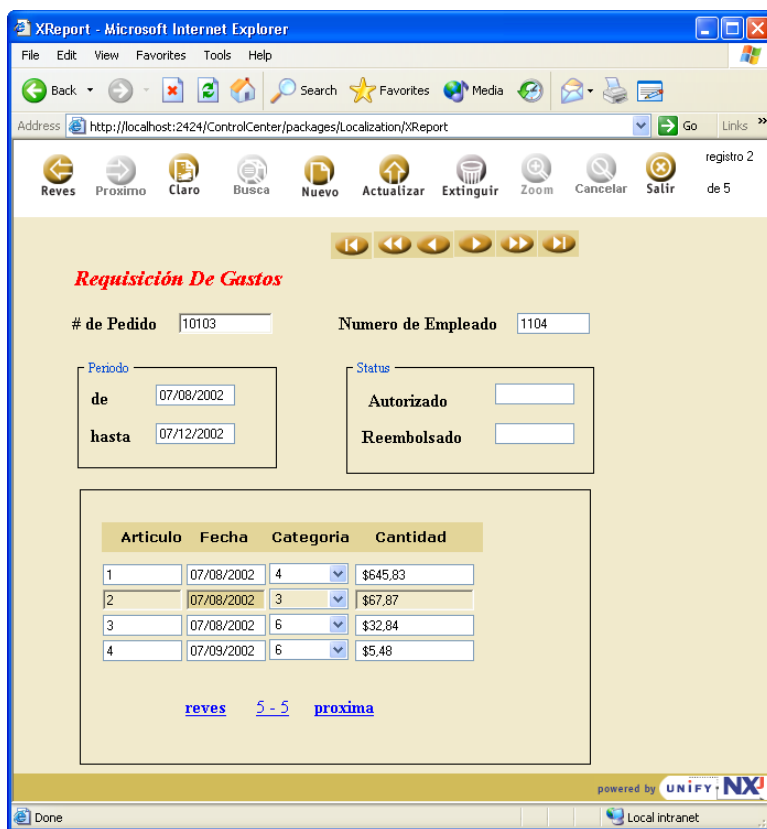 XReport - Microsoft Internet Explorer
File Edit View Favorites Tools Help
Back Search Favorites Media
Address http://localhost:2424/ControlCenter/packages/Localization/XReport Go Links »
Reves Proximo Claro Busca Nuevo Actualizar Extinguir Zoom Cancelar Salir registro 2 de 5
Requisición De Gastos
# de Pedido 10103 Numero de Empleado 1104
Periodo Status
de 07/08/2002 Autorizado
hasta 07/12/2002 Reembolsado
Articulo Fecha Categoria Cantidad
1 07/08/2002 4 $645,83
2 07/08/2002 3 $67,87
3 07/08/2002 6 $32,84
4 07/09/2002 6 $5,48
reves 5 - 5 proxima
powered by UNIFY NXJ
Done Local intranet